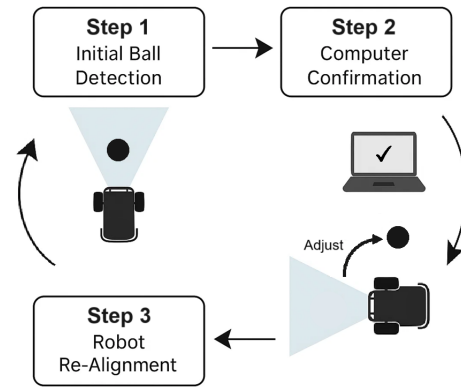 Step 1
Initial Ball
Detection
Step 2
Computer
Confirmation
Adjust
Step 3
Robot
Re-Alignment